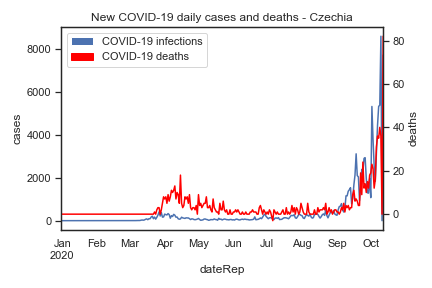 New COVID-19 daily cases and deaths - Czechia
COVID-19 infections
COVID-19 deaths
cases
deaths
8000
6000
4000
2000
0
80
60
40
20
0
Jan Feb Mar Apr May Jun Jul Aug Sep Oct
2020
dateRep